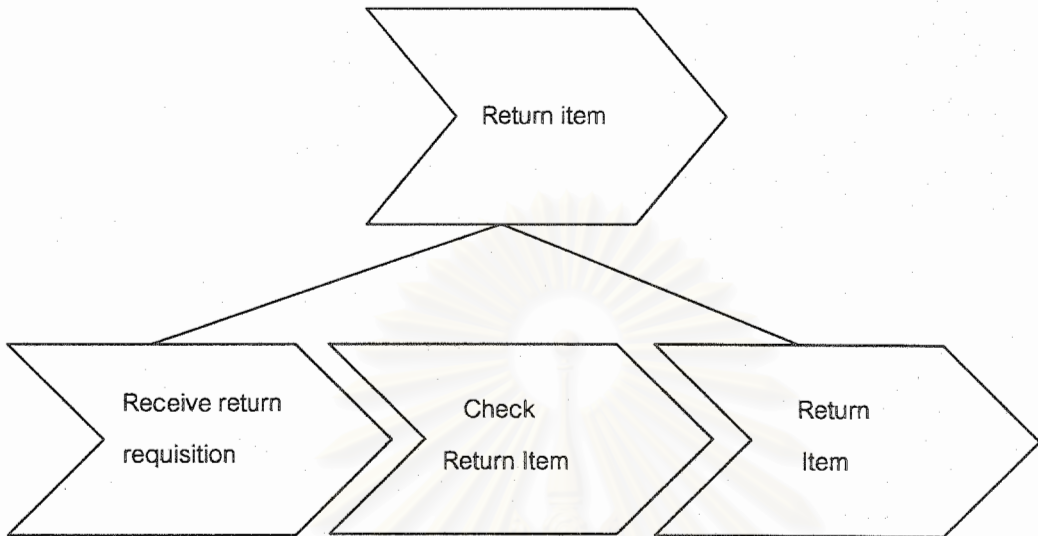 Return item
Receive return
requisition
Check
Return Item
Return
Item